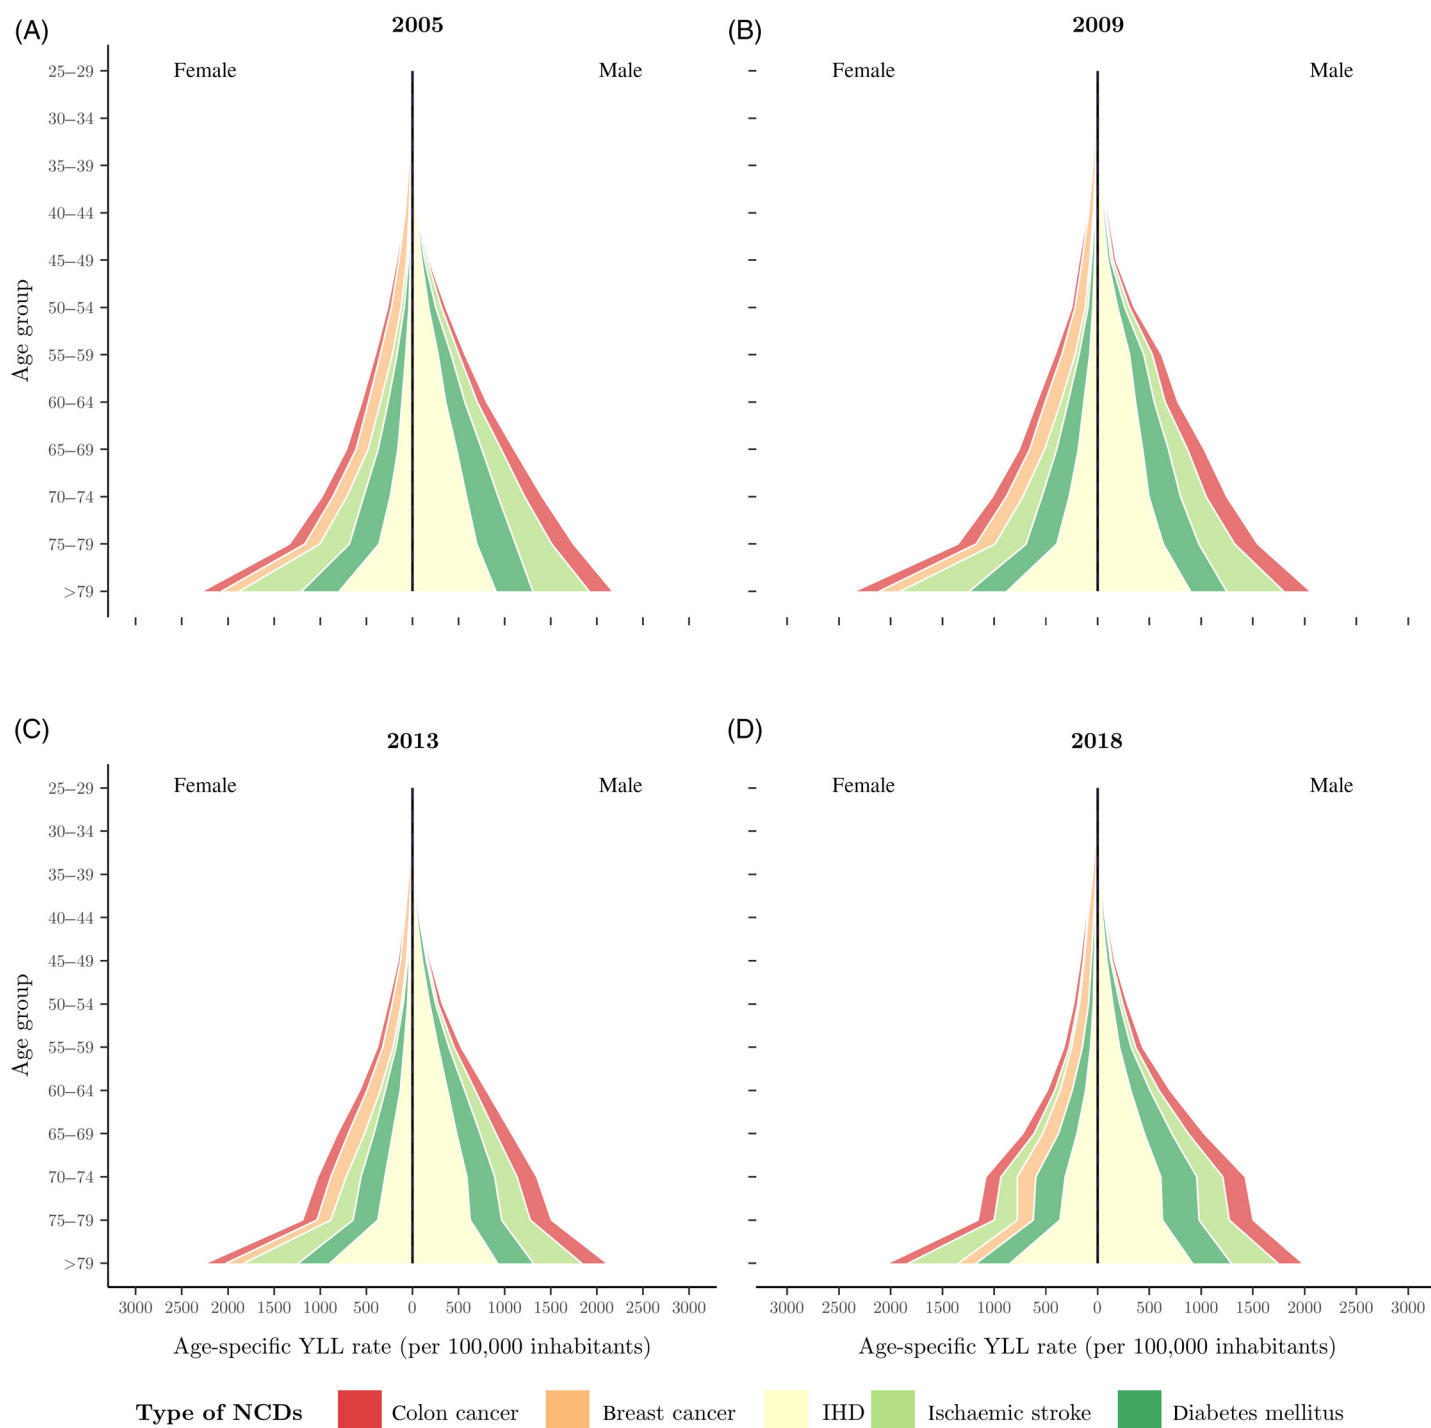 (A) 2005 (B) 2009
Female Male Female Male
25–29
30–34
35–39
40–44
45–49
50–54
55–59
60–64
65–69
70–74
75–79
>79
Age group
(C) 2013 (D) 2018
Female Male Female Male
25–29
30–34
35–39
40–44
45–49
50–54
55–59
60–64
65–69
70–74
75–79
>79
Age group
3000 2500 2000 1500 1000 500 0 500 1000 1500 2000 2500 3000 3000 2500 2000 1500 1000 500 0 500 1000 1500 2000 2500 3000
Age-specific YLL rate (per 100,000 inhabitants) Age-specific YLL rate (per 100,000 inhabitants)
Type of NCDs Colon cancer Breast cancer IHD Ischaemic stroke Diabetes mellitus